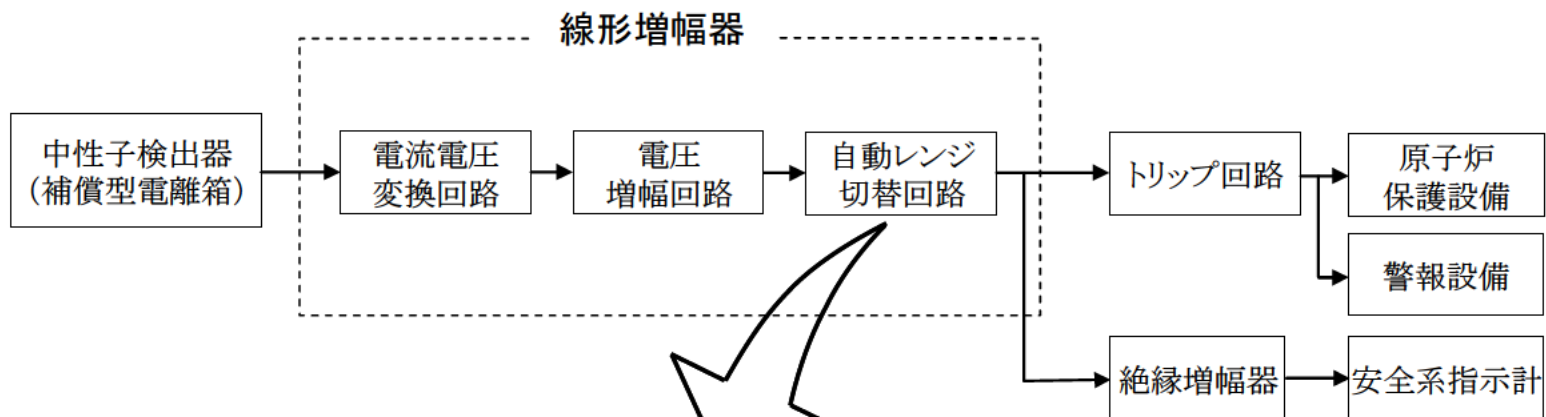 線形増幅器
中性子検出器
(補償型電離箱)
電流電圧
変換回路
電圧
増幅回路
自動レンジ
切替回路
トリップ回路
原子炉
保護設備
警報設備
絶縁増幅器
安全系指示計